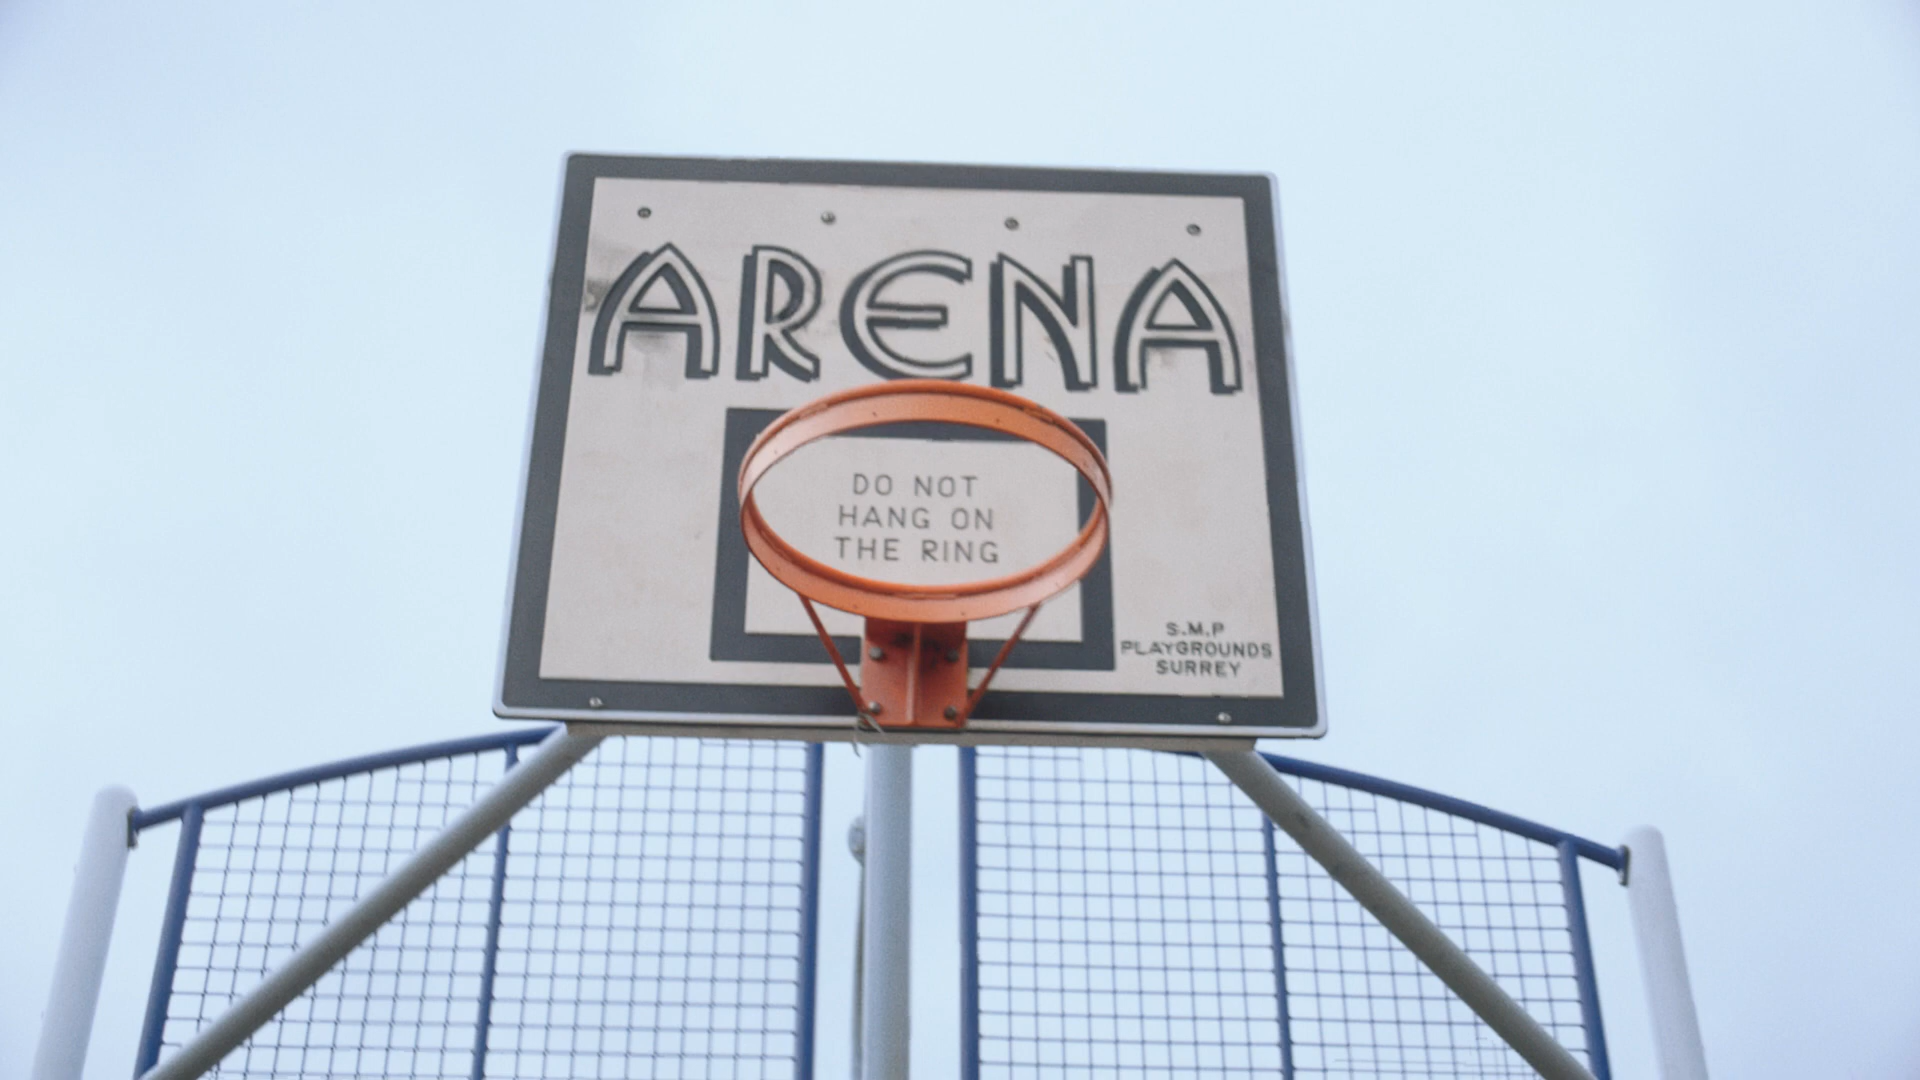 ARENA
DO NOT
HANG ON
THE RING
S.M.P
PLAYGROUNDS
SURREY